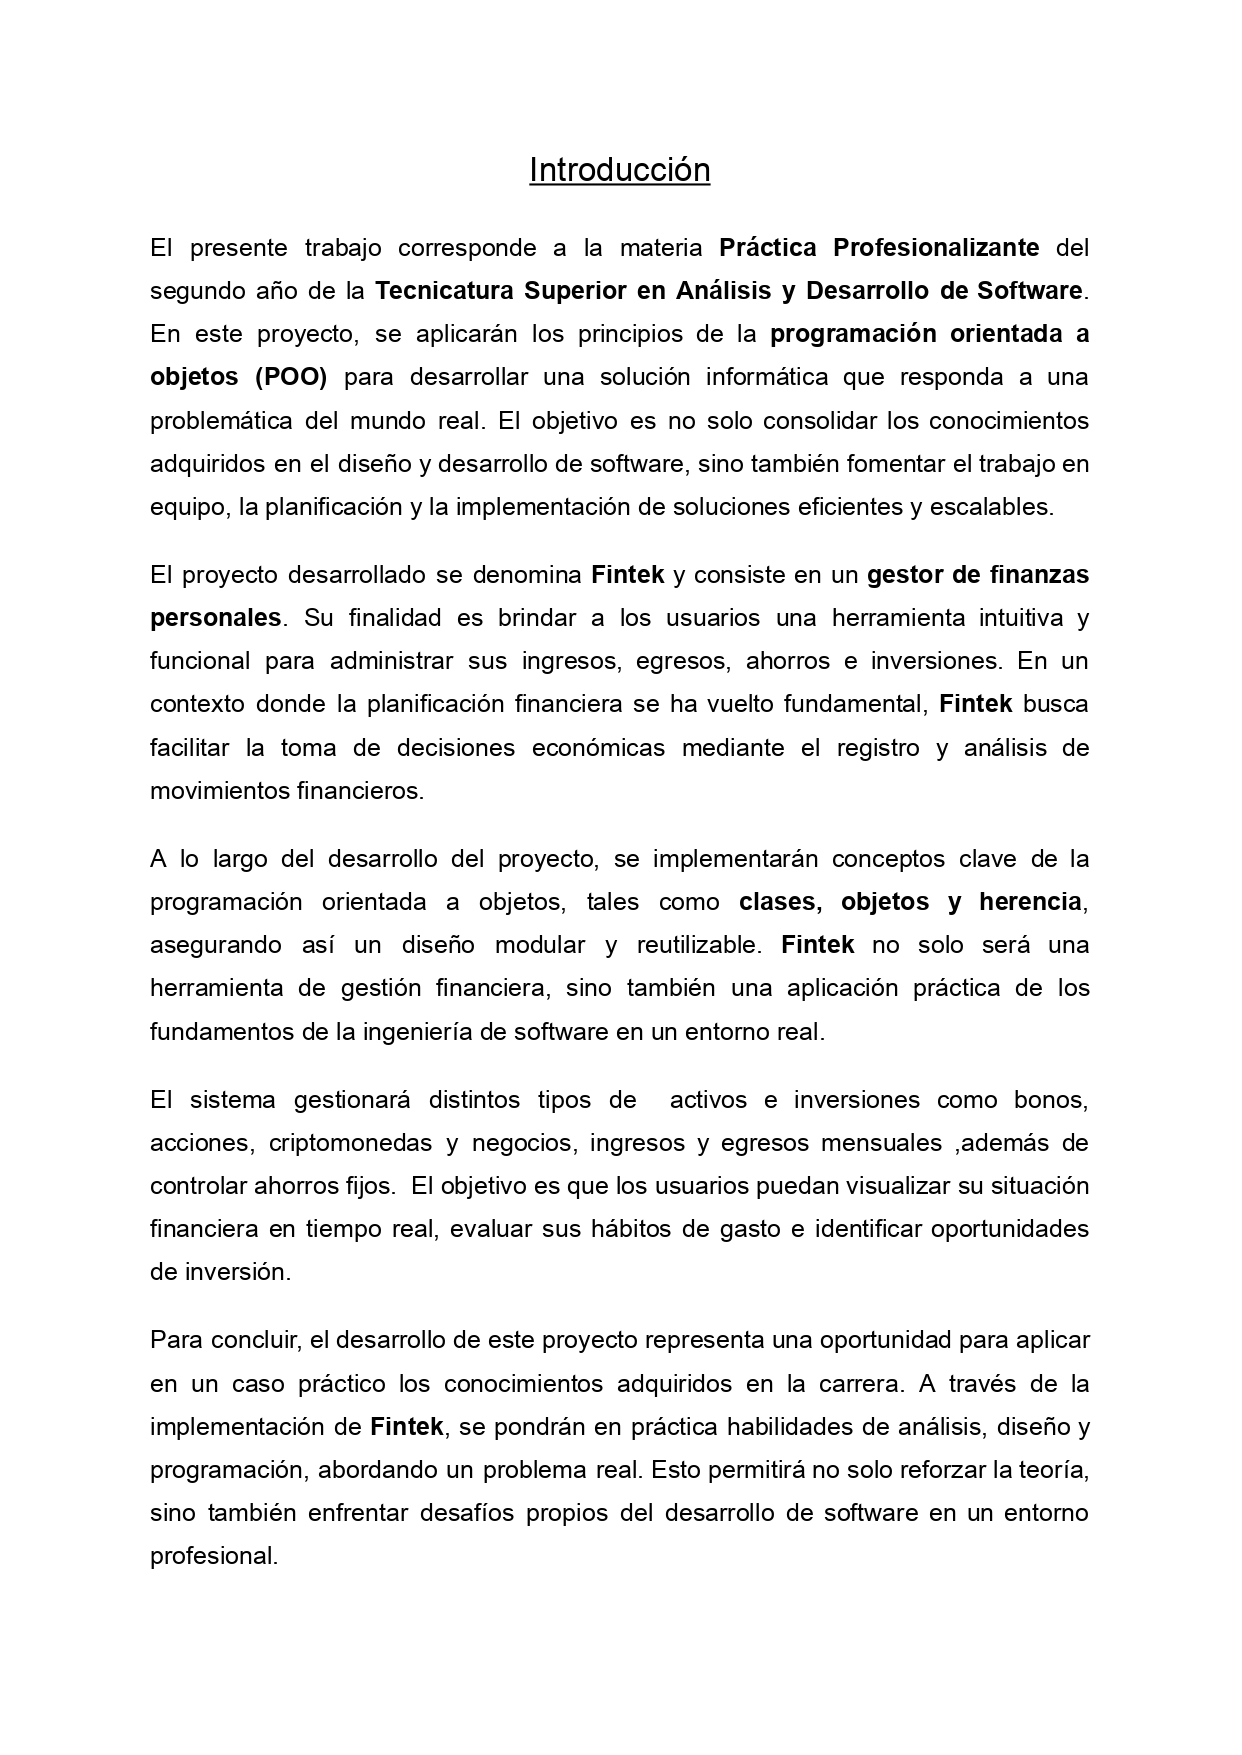 Introducción
El presente trabajo corresponde a la materia Práctica Profesionalizante del
segundo año de la Tecnicatura Superior en Análisis y Desarrollo de Software.
En este proyecto, se aplicarán los principios de la programación orientada a
objetos (POO) para desarrollar una solución informática que responda a una
problemática del mundo real. El objetivo es no solo consolidar los conocimientos
adquiridos en el diseño y desarrollo de software, sino también fomentar el trabajo en
equipo, la planificación y la implementación de soluciones eficientes y escalables.
El proyecto desarrollado se denomina Fintek y consiste en un gestor de finanzas
personales. Su finalidad es brindar a los usuarios una herramienta intuitiva y
funcional para administrar sus ingresos, egresos, ahorros e inversiones. En un
contexto donde la planificación financiera se ha vuelto fundamental, Fintek busca
facilitar la toma de decisiones económicas mediante el registro y análisis de
movimientos financieros.
A lo largo del desarrollo del proyecto, se implementarán conceptos clave de la
programación orientada a objetos, tales como clases, objetos y herencia,
asegurando así un diseño modular y reutilizable. Fintek no solo será una
herramienta de gestión financiera, sino también una aplicación práctica de los
fundamentos de la ingeniería de software en un entorno real.
El sistema gestionará distintos tipos de  activos e inversiones como bonos,
acciones, criptomonedas y negocios, ingresos y egresos mensuales ,además de
controlar ahorros fijos.  El objetivo es que los usuarios puedan visualizar su situación
financiera en tiempo real, evaluar sus hábitos de gasto e identificar oportunidades
de inversión.
Para concluir, el desarrollo de este proyecto representa una oportunidad para aplicar
en un caso práctico los conocimientos adquiridos en la carrera. A través de la
implementación de Fintek, se pondrán en práctica habilidades de análisis, diseño y
programación, abordando un problema real. Esto permitirá no solo reforzar la teoría,
sino también enfrentar desafíos propios del desarrollo de software en un entorno
profesional.